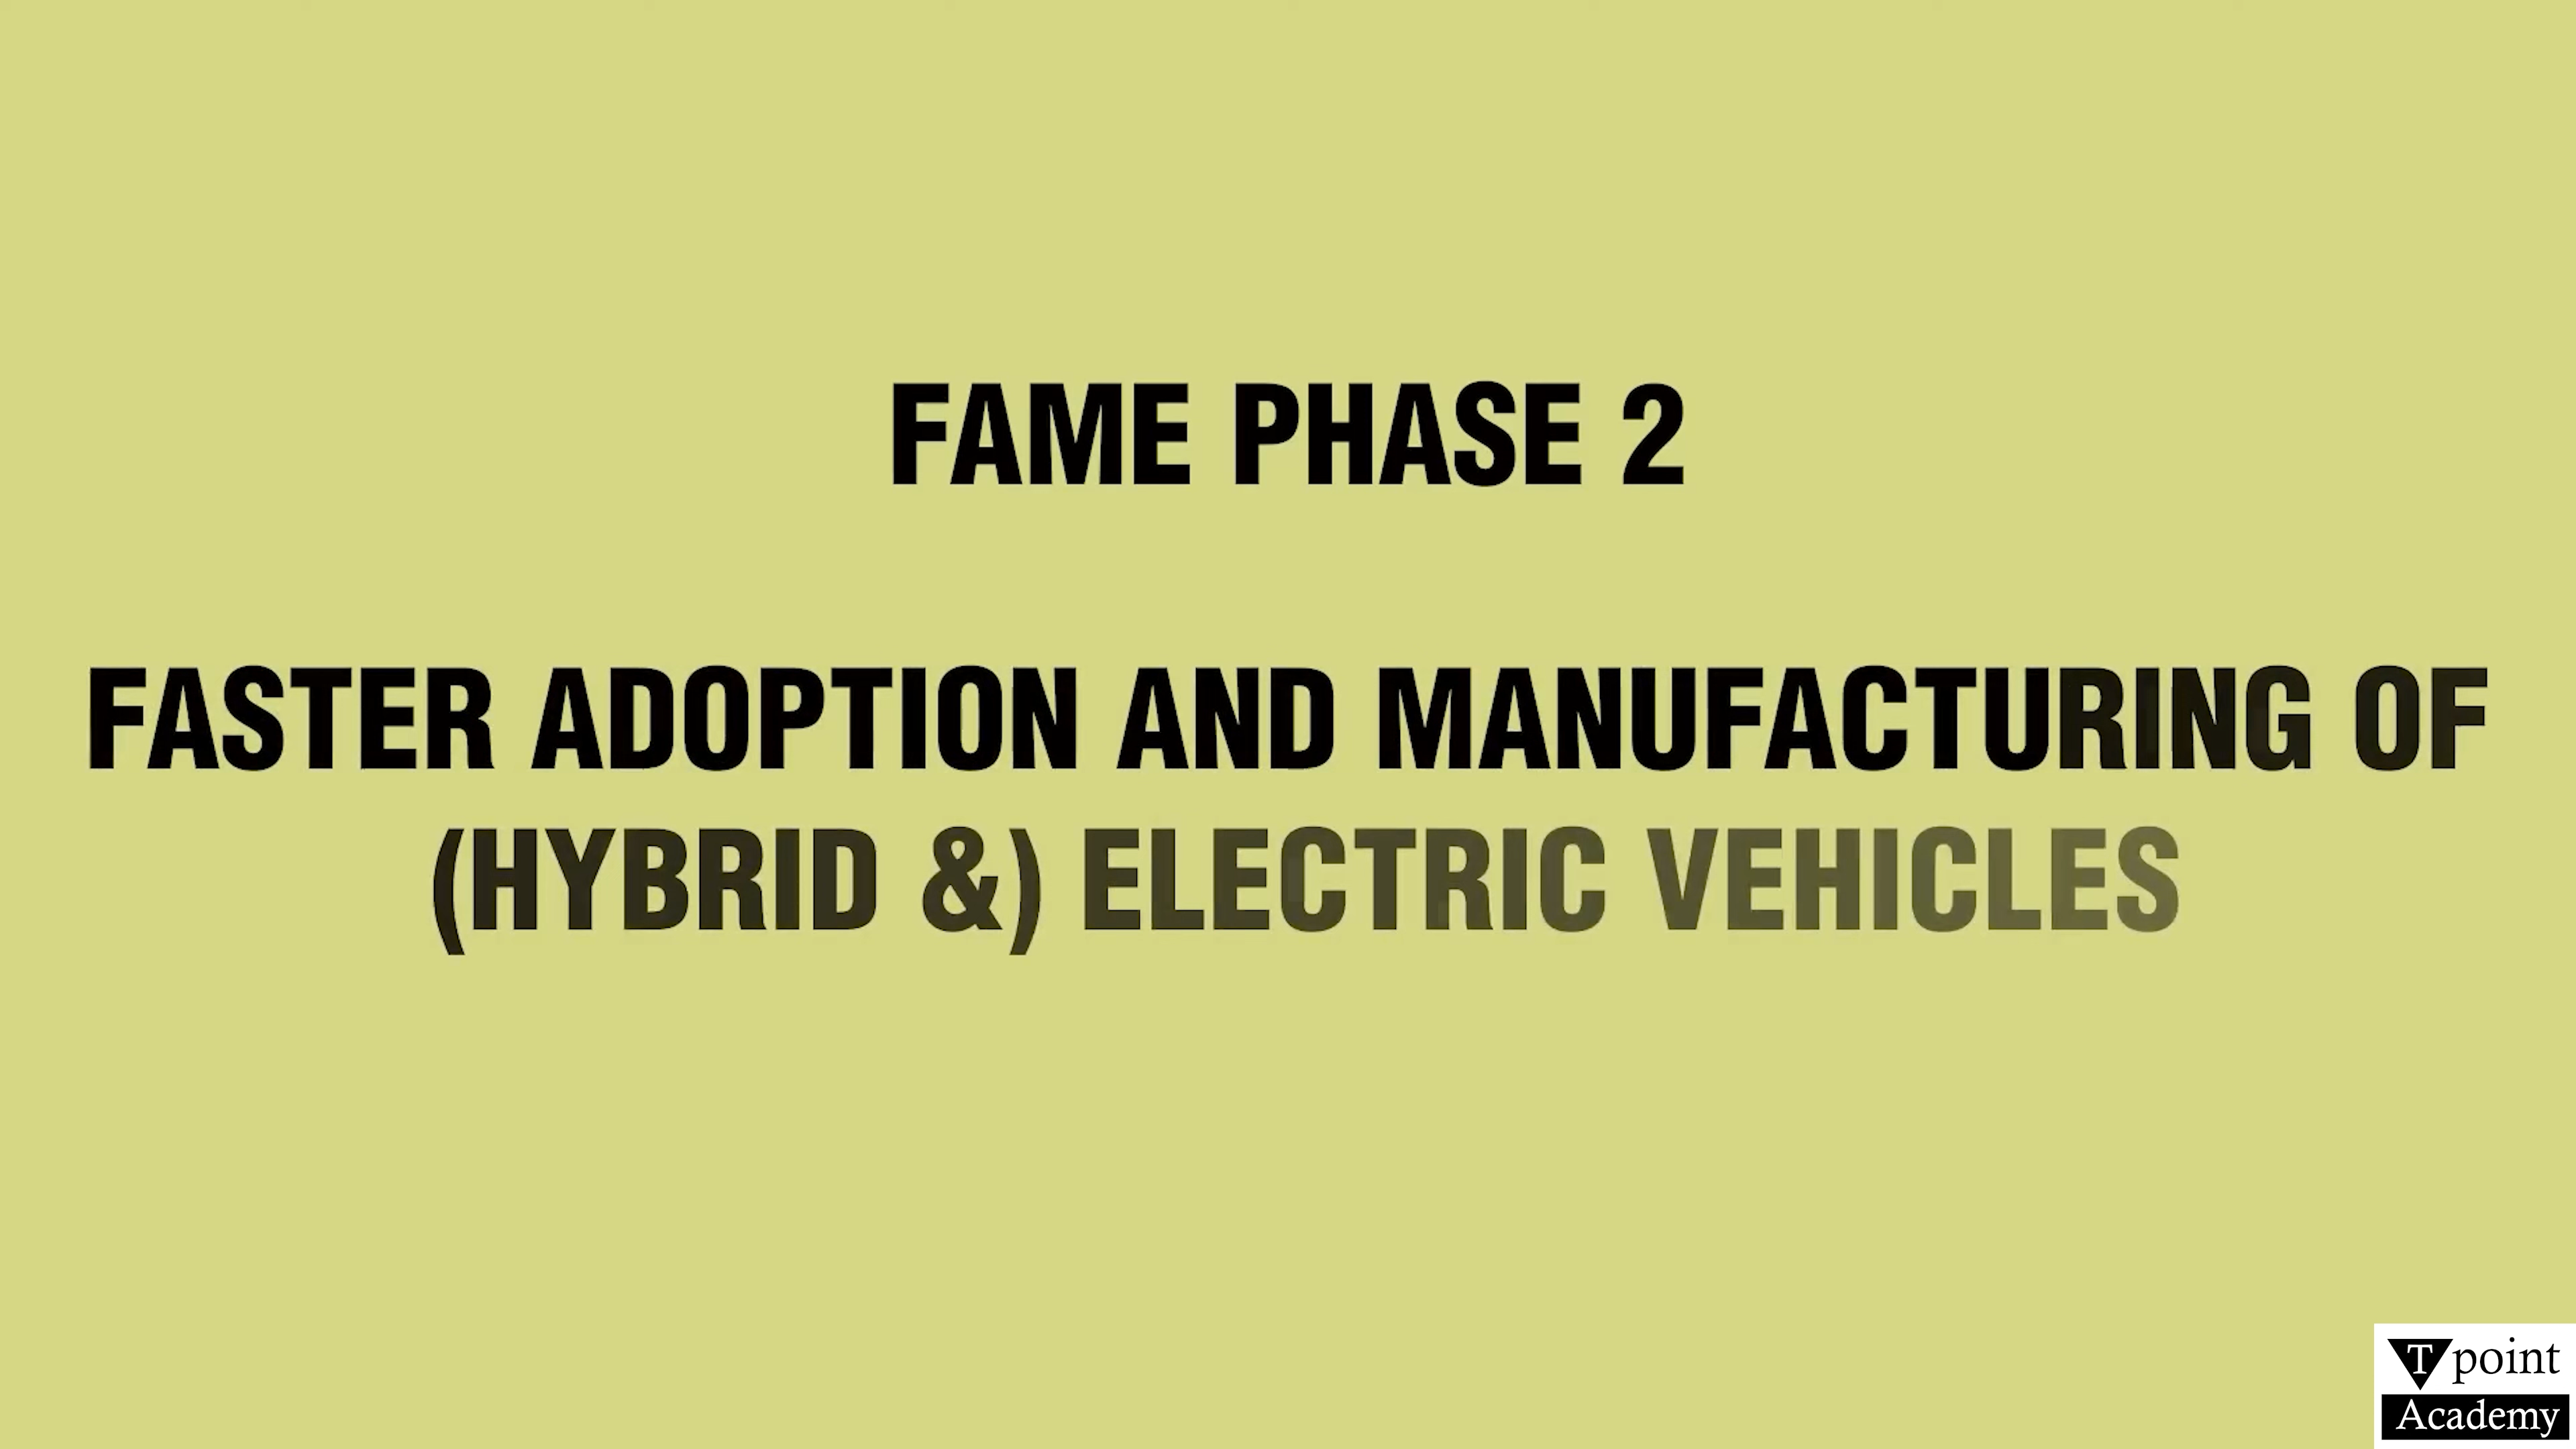 FAME PHASE 2
FASTER ADOPTION AND MANUFACTURING OF
(HYBRID &) ELECTRIC VEHICLES
T point
Academy